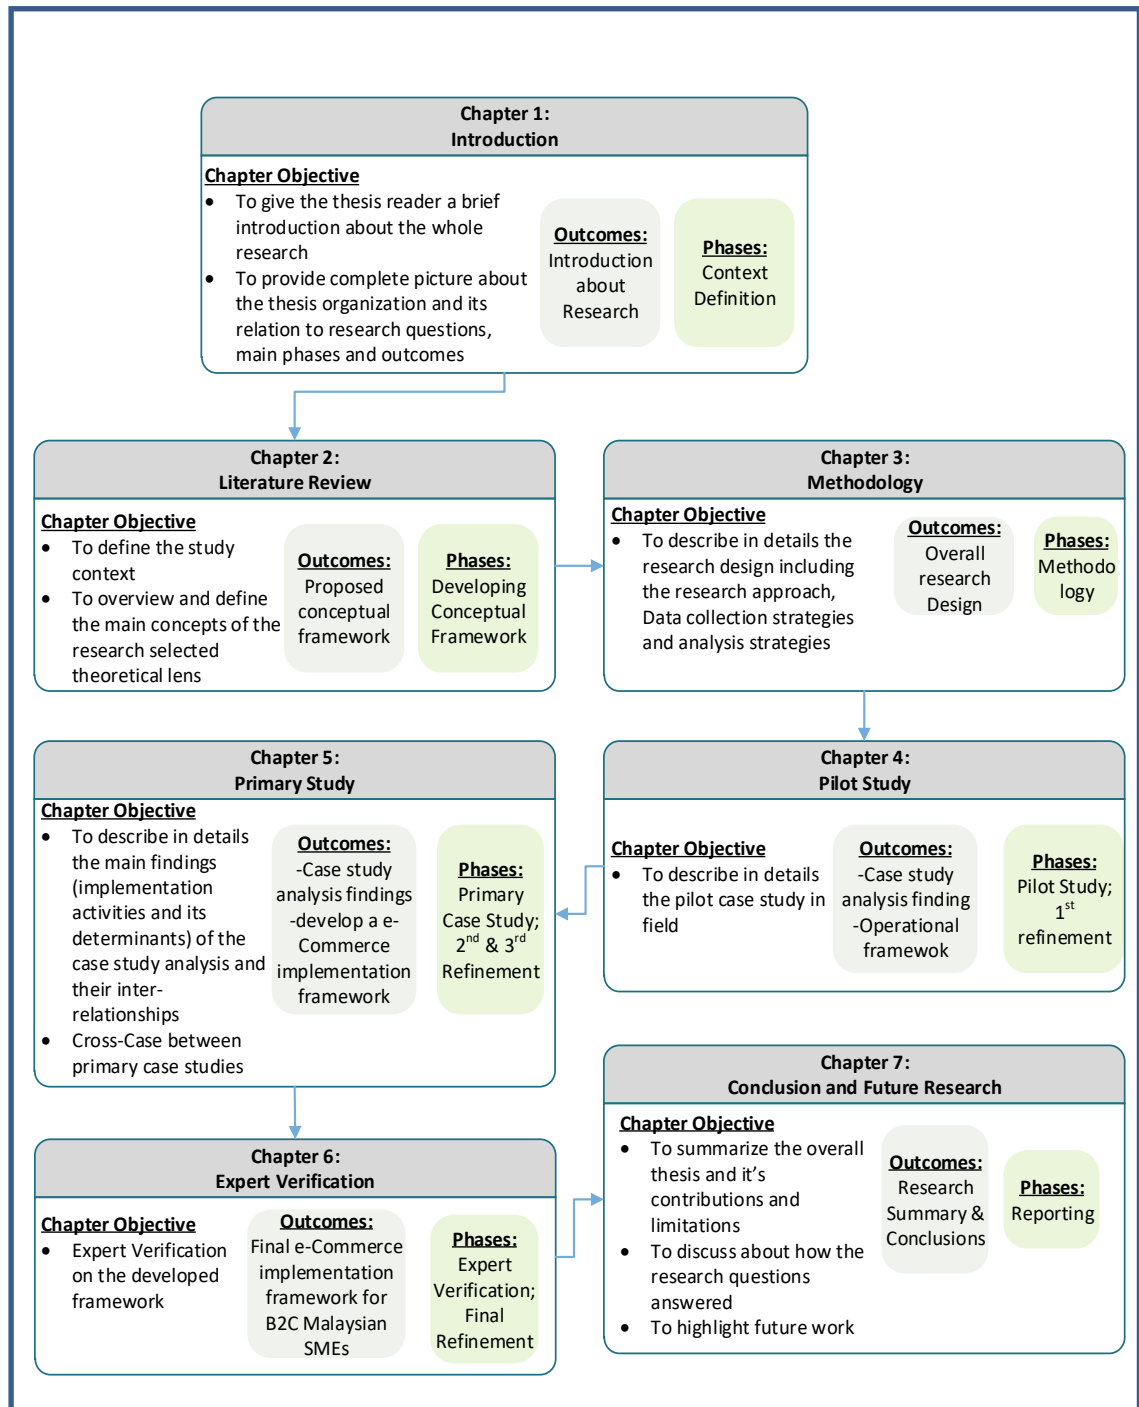 Chapter 1:
Introduction
Chapter Objective
• To give the thesis reader a brief
introduction about the whole
research
• To provide complete picture about
the thesis organization and its
relation to research questions,
main phases and outcomes
Outcomes:
Introduction
about
Research
Phases:
Context
Definition
Chapter 2:
Literature Review
Chapter Objective
• To define the study
context
• To overview and define
the main concepts of the
research selected
theoretical lens
Outcomes:
Proposed
conceptual
framework
Phases:
Developing
Conceptual
Framework
Chapter 3:
Methodology
Chapter Objective
• To describe in details the
research design including
the research approach,
Data collection strategies
and analysis strategies
Outcomes:
Overall
research
Design
Phases:
Methodo
logy
Chapter 4:
Pilot Study
Chapter Objective
• To describe in details
the pilot case study in
field
Outcomes:
-Case study
analysis finding
-Operational
framewok
Phases:
Pilot Study;
1st
refinement
Chapter 5:
Primary Study
Chapter Objective
• To describe in details
the main findings
(implementation
activities and its
determinants) of the
case study analysis and
their inter-
relationships
• Cross-Case between
primary case studies
Outcomes:
-Case study
analysis findings
-develop a e-
Commerce
implementation
framework
Phases:
Primary
Case Study;
2nd & 3rd
Refinement
Chapter 6:
Expert Verification
Chapter Objective
• Expert Verification
on the developed
framework
Outcomes:
Final e-Commerce
implementation
framework for
B2C Malaysian
SMEs
Phases:
Expert
Verification;
Final
Refinement
Chapter 7:
Conclusion and Future Research
Chapter Objective
• To summarize the overall
thesis and it's
contributions and
limitations
• To discuss about how the
research questions
answered
• To highlight future work
Outcomes:
Research
Summary &
Conclusions
Phases:
Reporting